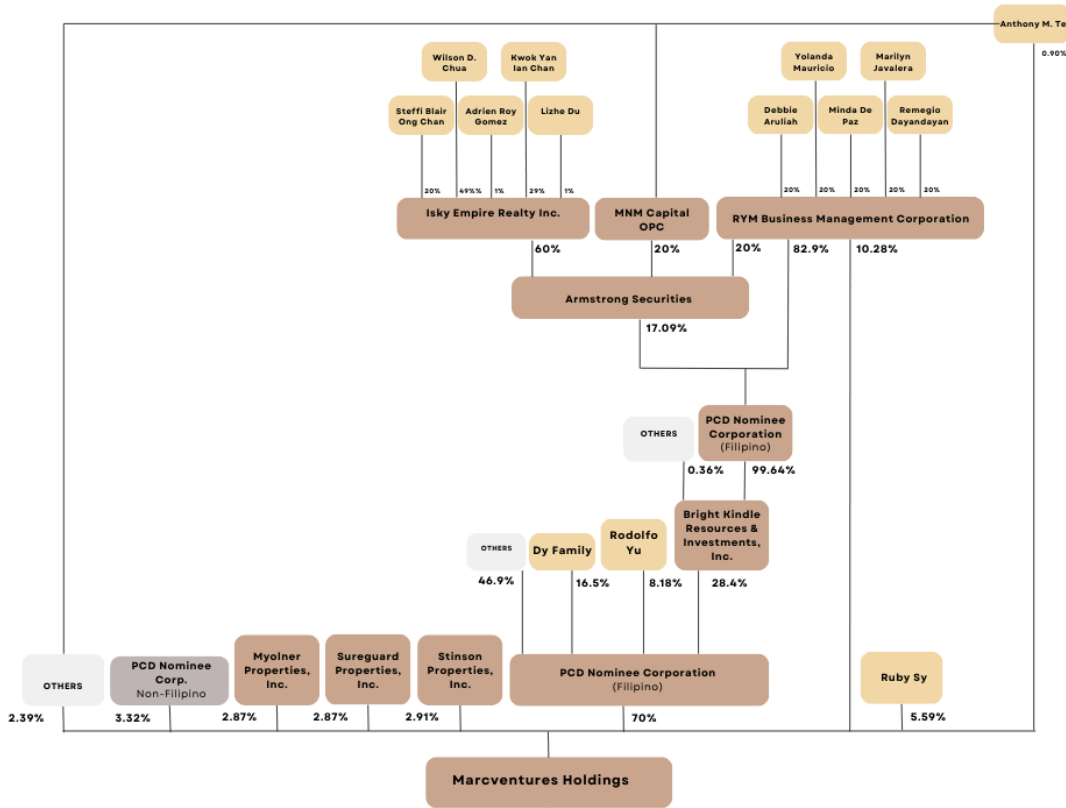 Anthony M. Te
0.90%
Wilson D.
Chua
Kwok Yan
Ian Chan
Yolanda
Mauricio
Marilyn
Javalera
Steffi Blair
Ong Chan
Adrien Roy
Gomez
Lizhe Du
Debbie
Aruliah
Minda De
Paz
Remegio
Dayandayan
20%
49%%
1%
29%
1%
20%
20%
20%
20%
20%
Isky Empire Realty Inc.
MNM Capital
OPC
RYM Business Management Corporation
60%
20%
20%
82.9%
10.28%
Armstrong Securities
17.09%
OTHERS
PCD Nominee
Corporation
(Filipino)
0.36%
99.64%
Bright Kindle
Resources &
Investments,
Inc.
OTHERS
Dy Family
Rodolfo
Yu
46.9%
16.5%
8.18%
28.4%
OTHERS
PCD Nominee
Corp.
Non-Filipino
Myolner
Properties,
Inc.
Sureguard
Properties,
Inc.
Stinson
Properties,
Inc.
PCD Nominee Corporation
(Filipino)
Ruby Sy
2.39%
3.32%
2.87%
2.87%
2.91%
70%
5.59%
Marcventures Holdings